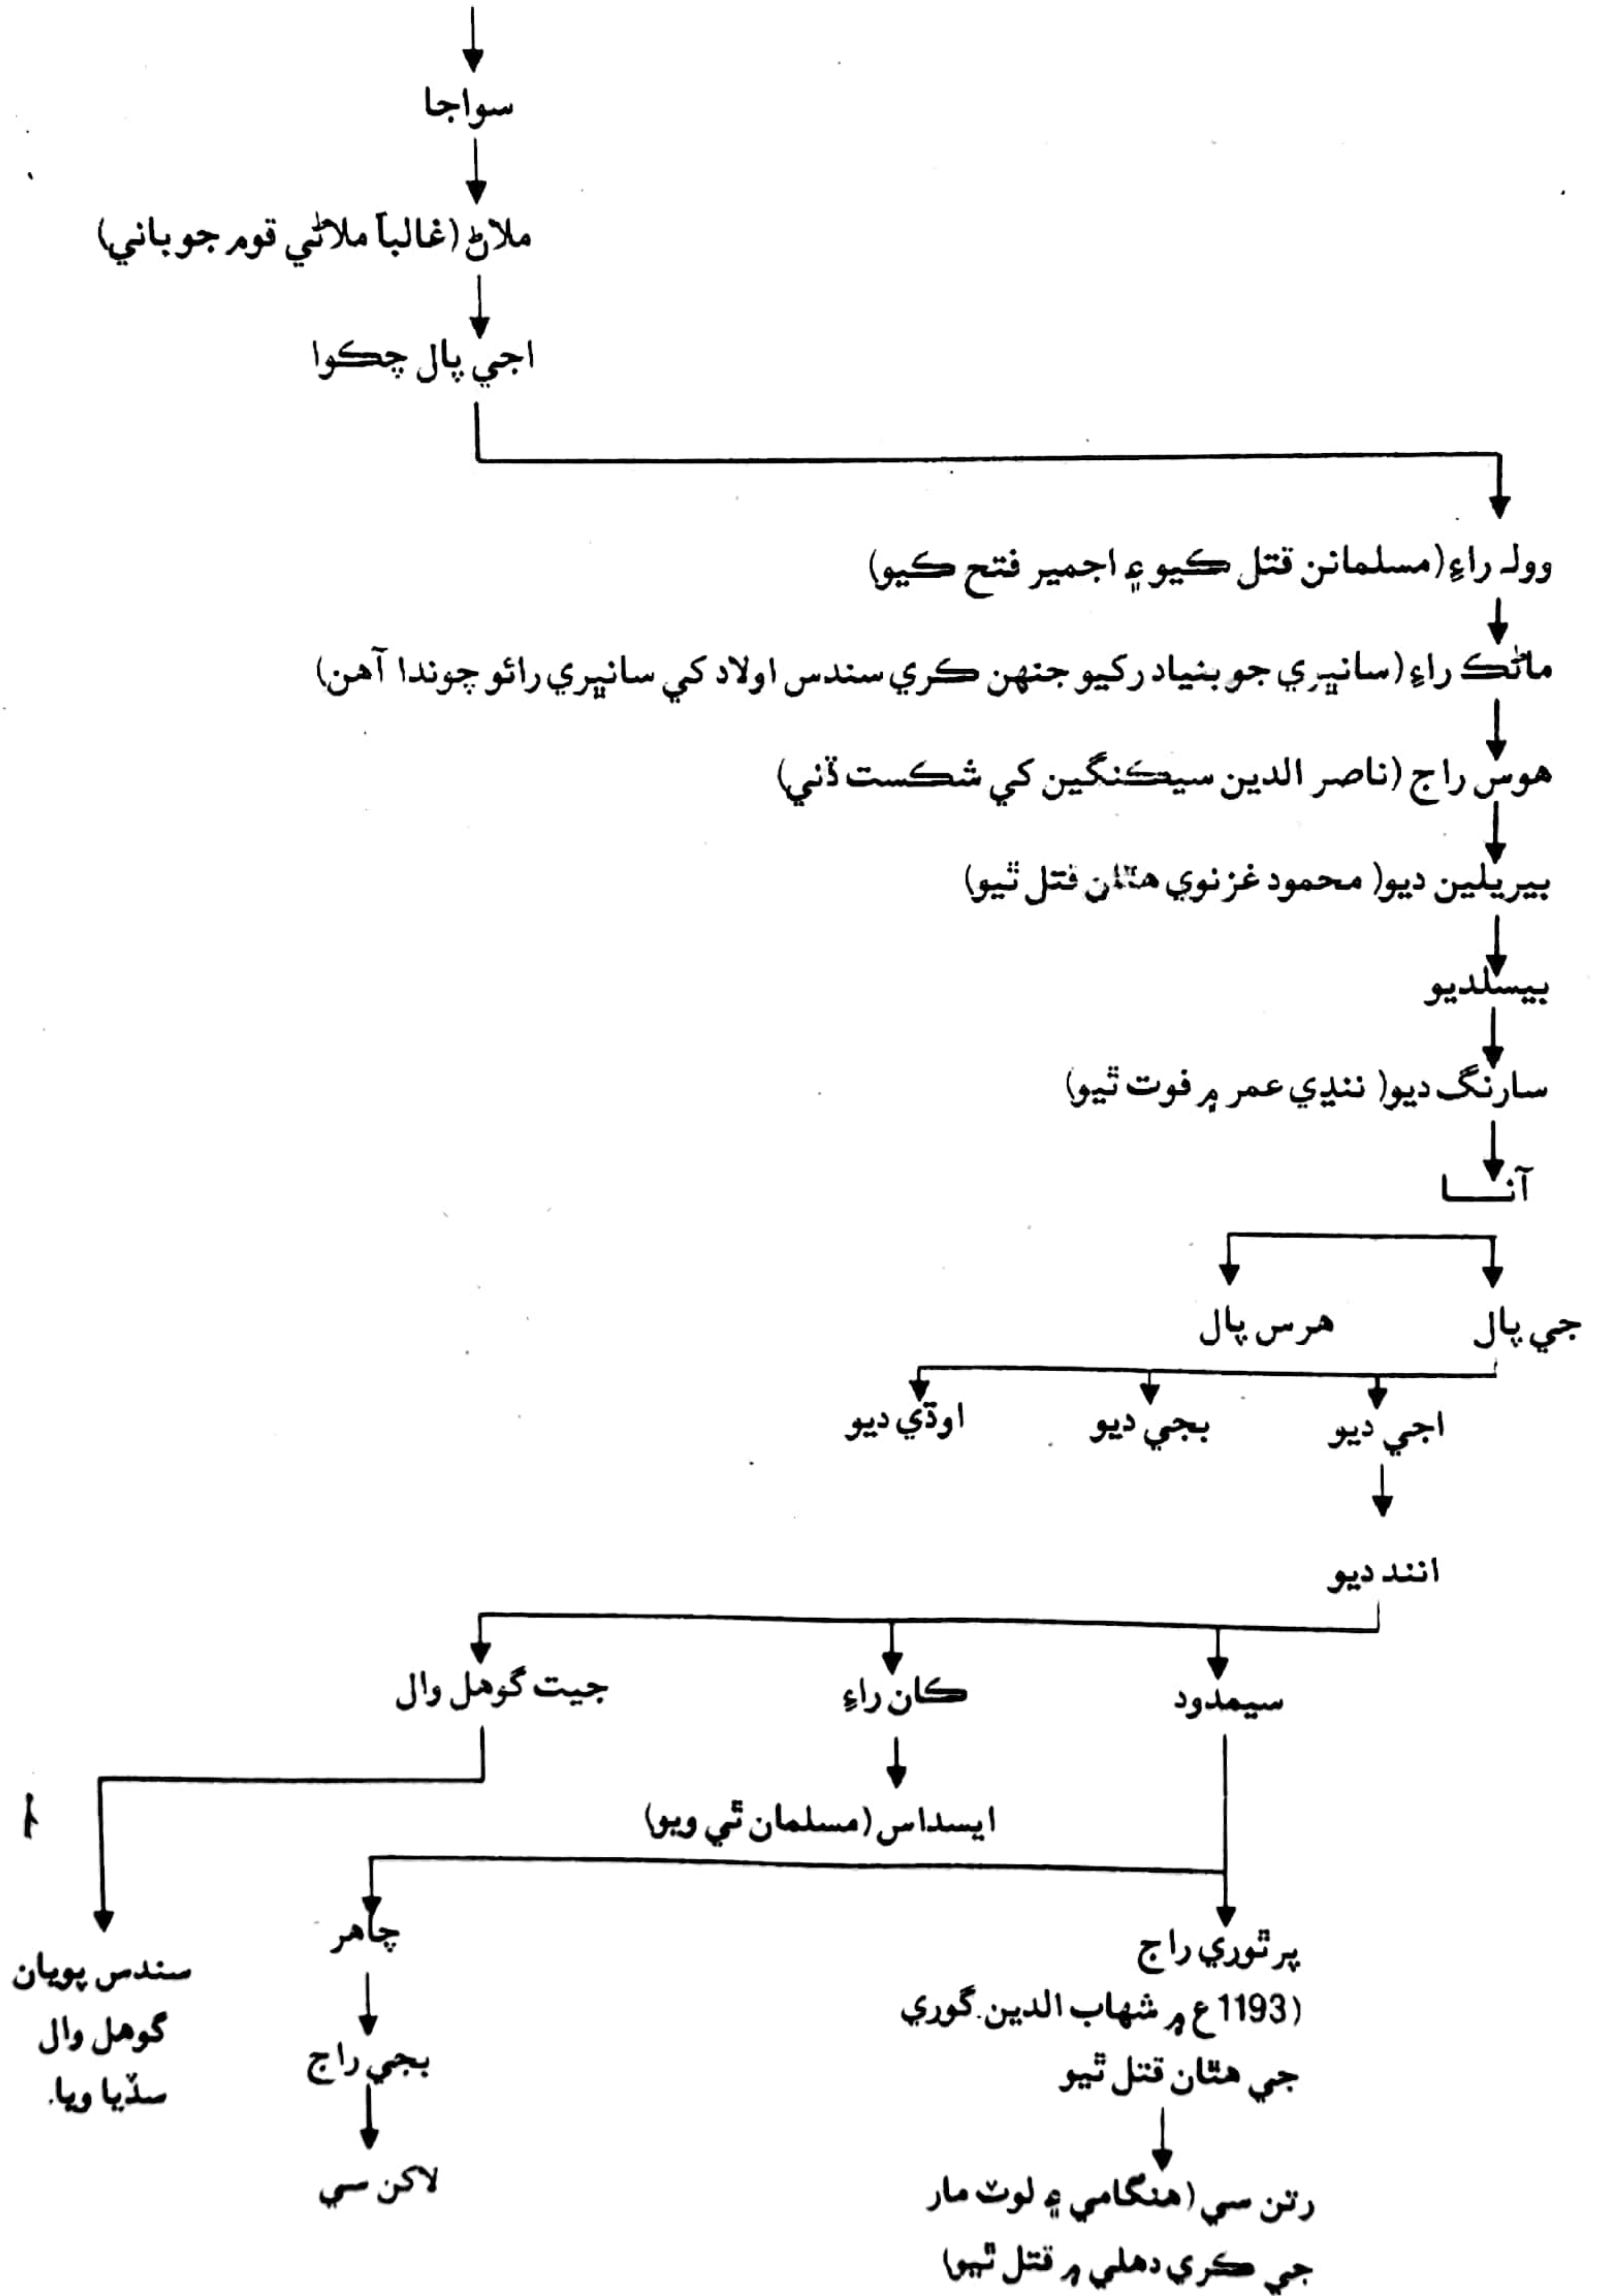 سواجا
ملاڻ (غالباً ملاڻي قوم جو باني)
اجي پال چڪوا
وولہ راءِ (مسلمانن قتل ڪيو ۽ اجمير فتح ڪيو)
ماڻڪ راءِ (سانڀري جو بنياد رکيو جنهن ڪري سندس اولاد کي سانڀري رائو چوندا آهن)
هوس راج (ناصر الدين سيڪنگين کي شڪست ڏني)
بيريلين ديو (محمود غزنوي هٿان قتل ٿيو)
بيسلديو
سارنگ ديو (ننڍي عمر ۾ فوت ٿيو)
آنـــا
جي پال
هرس پال
اجي ديو
بجي ديو
اوڏي ديو
انند ديو
سيمدود
ڪان راءِ
جيت گوهل وال
ايسداس (مسلمان ٿي ويو)
پرٿوري راج
(1193ع ۾ شهاب الدين گوري
جي هٿان قتل ٿيو
چاهر
سندس پويان
گوهل وال
سڏيا ويا.
بجي راج
لاکن سي
رتن سي (هنگامي ۽ لوٽ مار
جي ڪري دهلي ۾ قتل ٿيو)